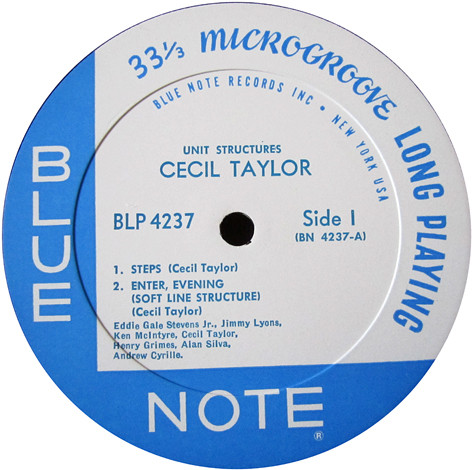 33⅓ MICROGROOVE LONG PLAYING
BLUE NOTE RECORDS INC • NEW YORK USA
UNIT STRUCTURES
CECIL TAYLOR
BLP 4237
Side 1
(BN 4237-A)
1. STEPS (Cecil Taylor)
2. ENTER, EVENING
(SOFT LINE STRUCTURE)
(Cecil Taylor)
Eddie Gale Stevens Jr., Jimmy Lyons,
Ken McIntyre, Cecil Taylor,
Henry Grimes, Alan Silva,
Andrew Cyrille.
BLUE
NOTE®